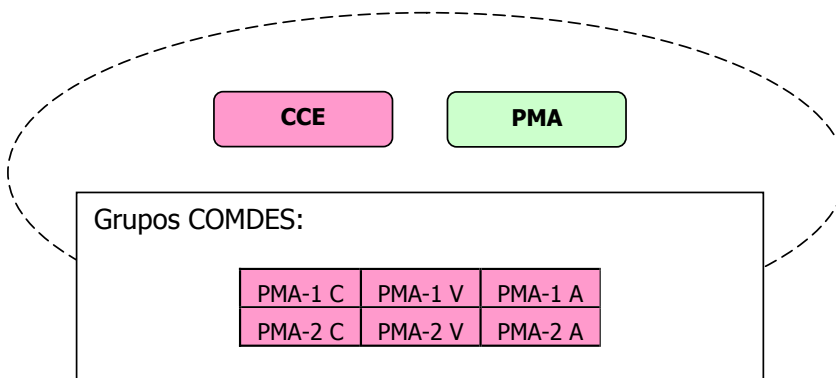 CCE PMA
Grupos COMDES:
PMA-1 C PMA-1 V PMA-1 A
PMA-2 C PMA-2 V PMA-2 A